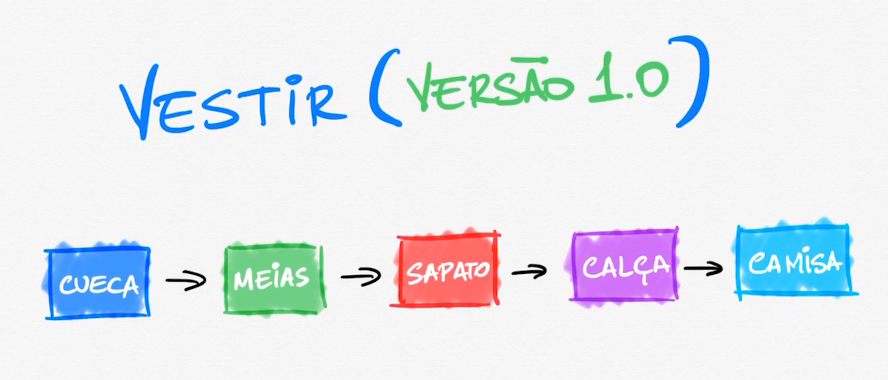 VESTIR (VERSÃO 1.0)
CUECA → MEIAS → SAPATO → CALÇA → CAMISA